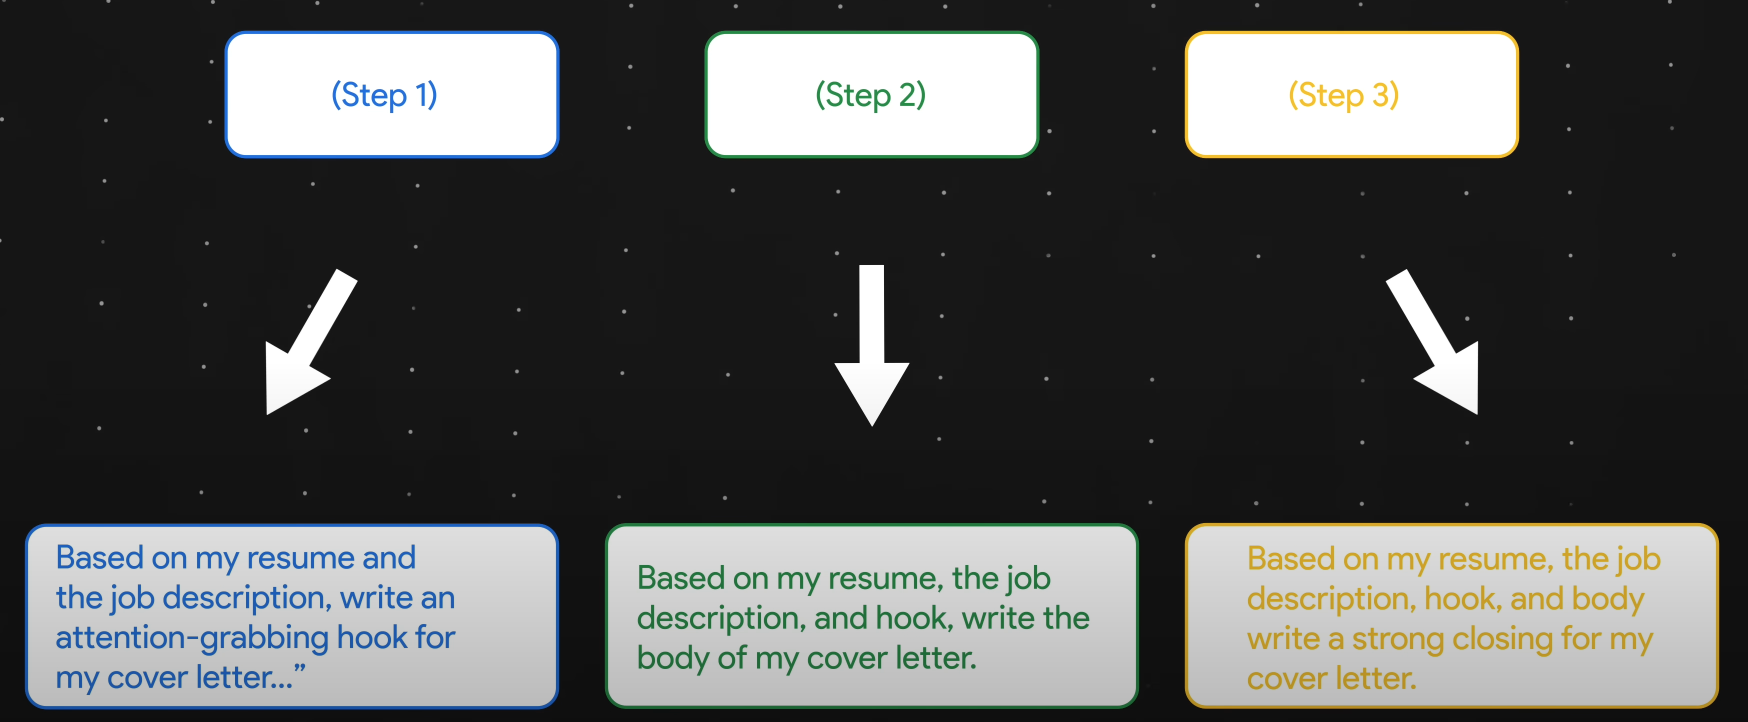 (Step 1)
(Step 2)
(Step 3)
Based on my resume and
the job description, write an
attention-grabbing hook for
my cover letter...”
Based on my resume, the job
description, and hook, write the
body of my cover letter.
Based on my resume, the job
description, hook, and body
write a strong closing for my
cover letter.